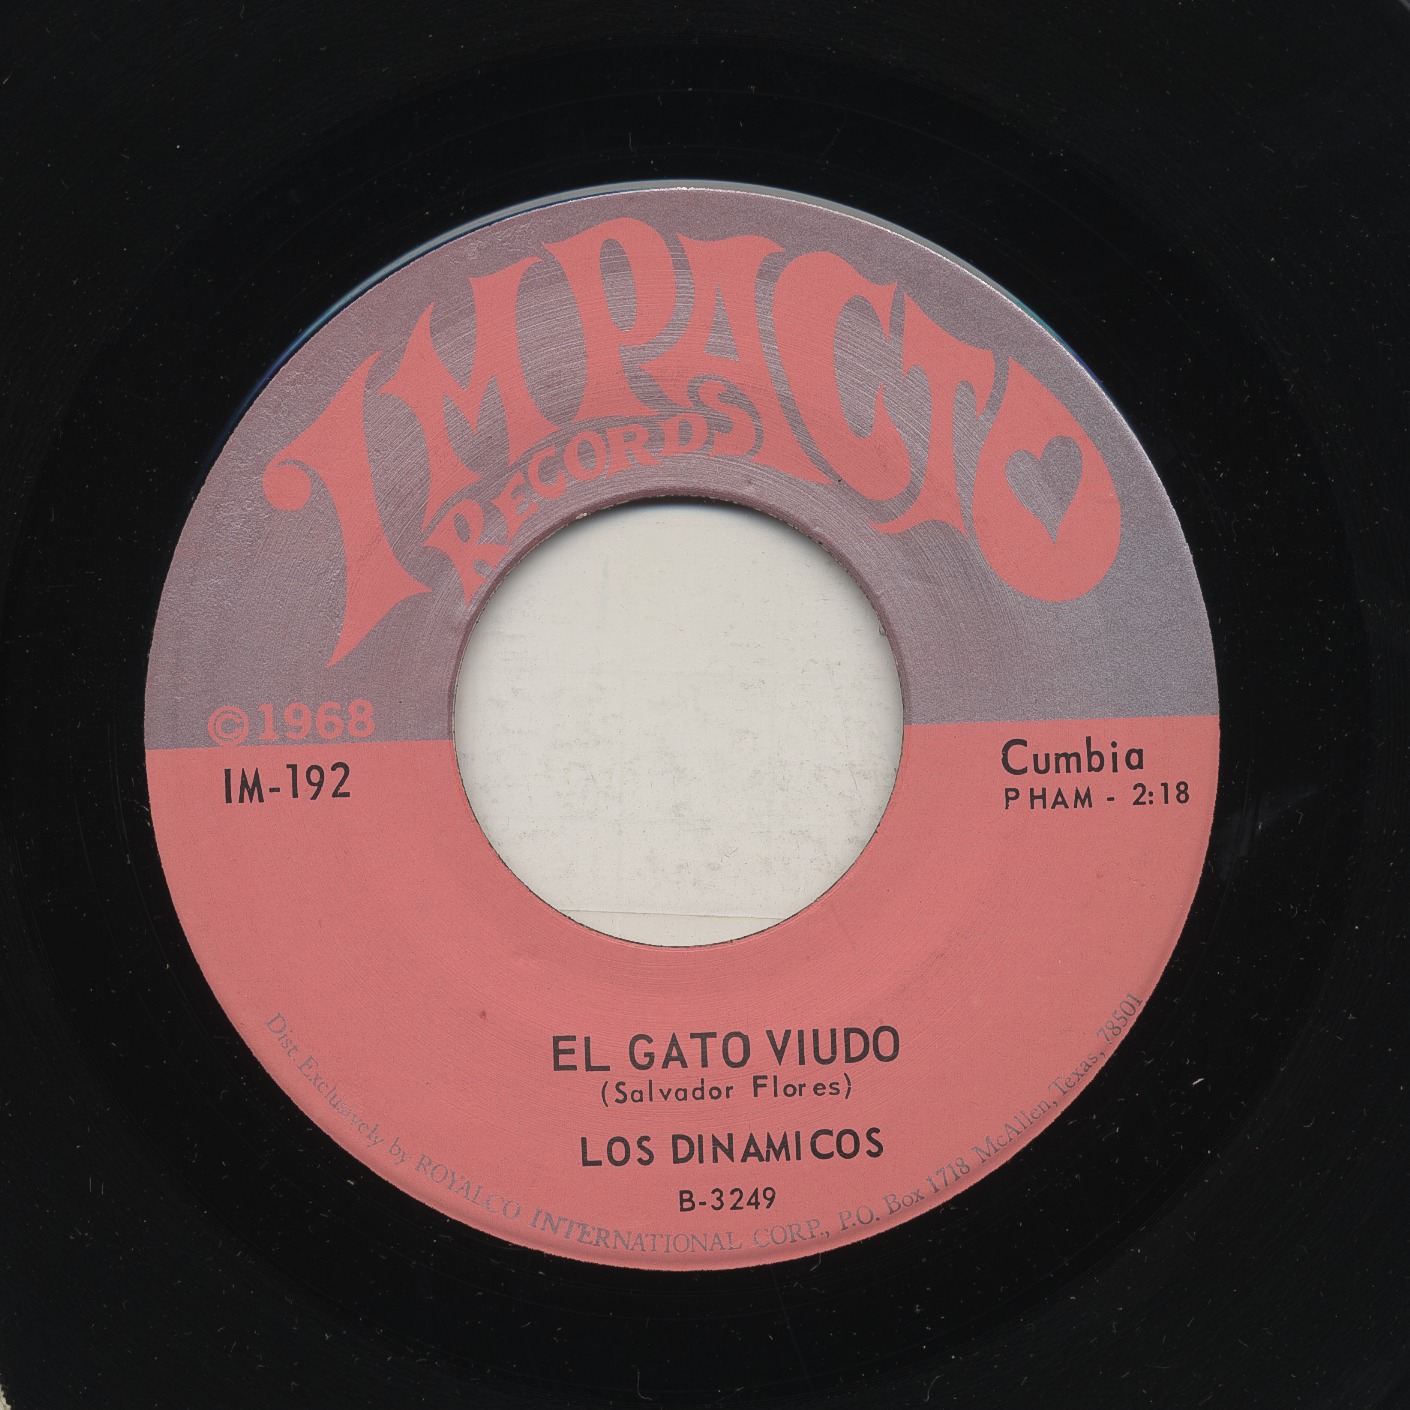 IMPACTO
RECORDS
©1968
IM-192
Cumbia
PHAM - 2:18
EL GATO VIUDO
(Salvador Flores)
LOS DINAMICOS
B-3249
Dist Exclusively by ROYALCO INTERNATIONAL CORP., P.O. Box 1718 McAllen, Texas, 78501